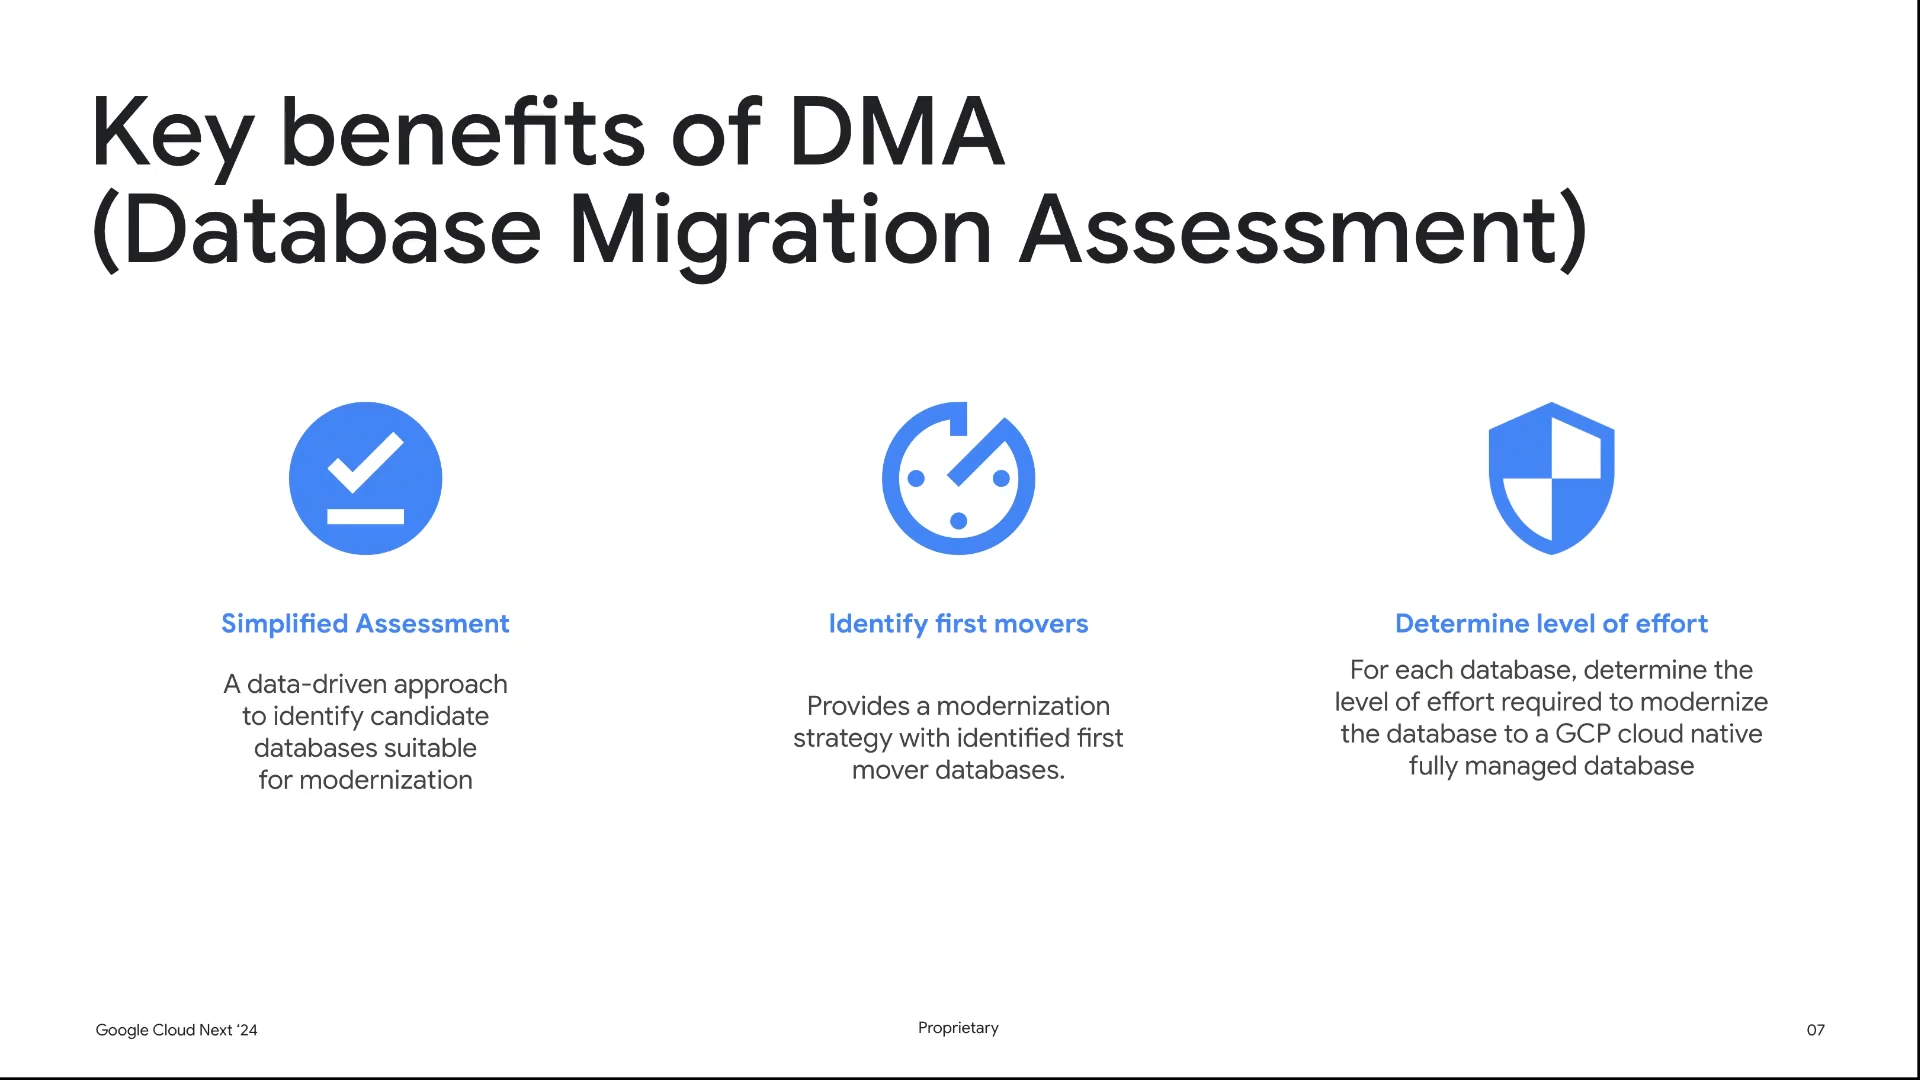 Key benefits of DMA
(Database Migration Assessment)
Simplified Assessment
A data-driven approach
to identify candidate
databases suitable
for modernization
Identify first movers
Provides a modernization
strategy with identified first
mover databases.
Determine level of effort
For each database, determine the
level of effort required to modernize
the database to a GCP cloud native
fully managed database
Google Cloud Next ‘24
Proprietary
07